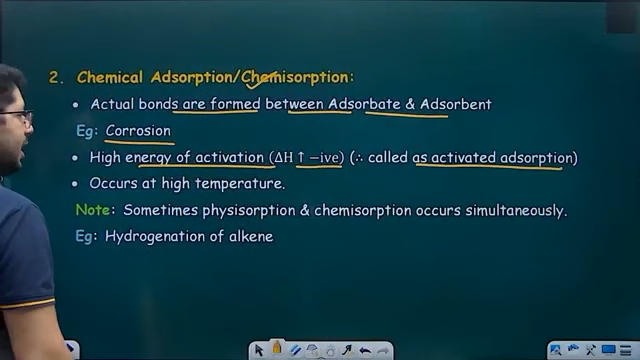 2. Chemical Adsorption/Chemisorption:
• Actual bonds are formed between Adsorbate & Adsorbent
Eg: Corrosion
• High energy of activation (ΔH ↑ -ive) (∴ called as activated adsorption)
• Occurs at high temperature.
Note: Sometimes physisorption & chemisorption occurs simultaneously.
Eg: Hydrogenation of alkene